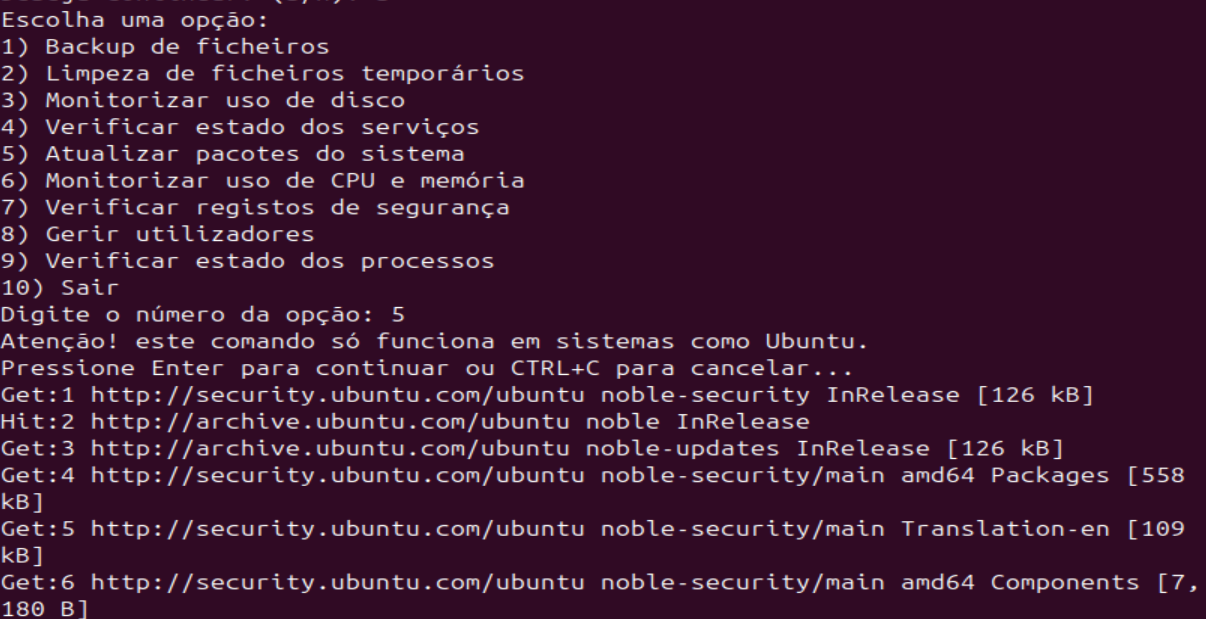 Escolha uma opção:
1) Backup de ficheiros
2) Limpeza de ficheiros temporários
3) Monitorizar uso de disco
4) Verificar estado dos serviços
5) Atualizar pacotes do sistema
6) Monitorizar uso de CPU e memória
7) Verificar registos de segurança
8) Gerir utilizadores
9) Verificar estado dos processos
10) Sair
Digite o número da opção: 5
Atenção! este comando só funciona em sistemas como Ubuntu.
Pressione Enter para continuar ou CTRL+C para cancelar...
Get:1 http://security.ubuntu.com/ubuntu noble-security InRelease [126 kB]
Hit:2 http://archive.ubuntu.com/ubuntu noble InRelease
Get:3 http://archive.ubuntu.com/ubuntu noble-updates InRelease [126 kB]
Get:4 http://security.ubuntu.com/ubuntu noble-security/main amd64 Packages [558
kB]
Get:5 http://security.ubuntu.com/ubuntu noble-security/main Translation-en [109
kB]
Get:6 http://security.ubuntu.com/ubuntu noble-security/main amd64 Components [7,
180 B]